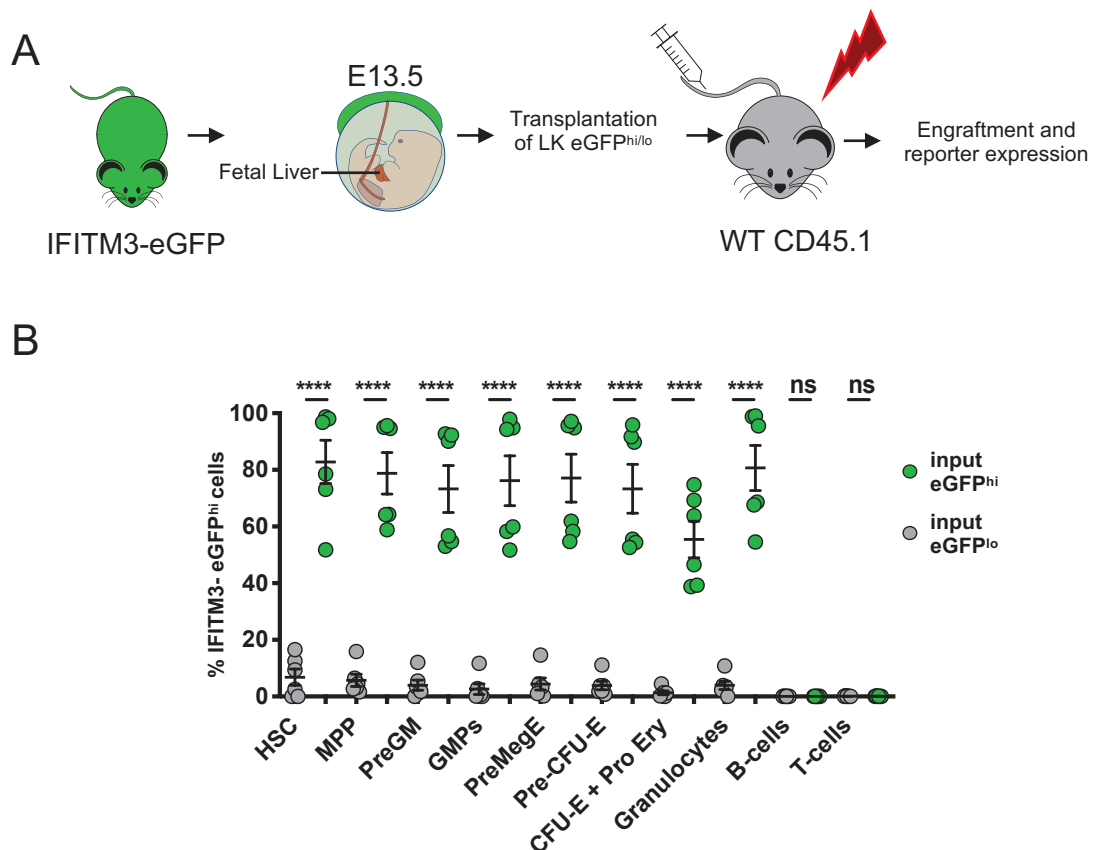 A
E13.5
Fetal Liver
Transplantation
of LK eGFPhi/lo
Engraftment and
reporter expression
IFITM3-eGFP
WT CD45.1
B
**** **** **** **** **** **** **** **** ns ns
% IFITM3- eGFPhi cells
100
80
60
40
20
0
input
eGFPhi
input
eGFPlo
HSC
MPP
PreGM
GMPs
PreMegE
Pre-CFU-E
CFU-E + Pro Ery
Granulocytes
B-cells
T-cells